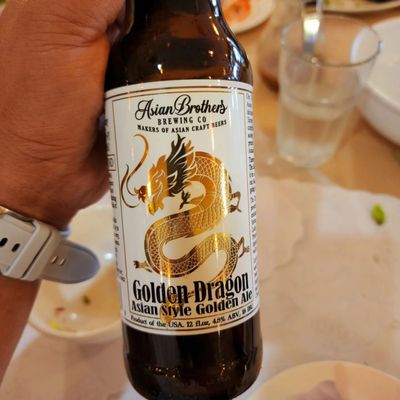 Asian Brothers
BREWING CO
MAKERS OF ASIAN CRAFT BEERS
Golden Dragon
Asian Style Golden Ale
Product of the USA, 12 fl.oz, 4.8% ABV,